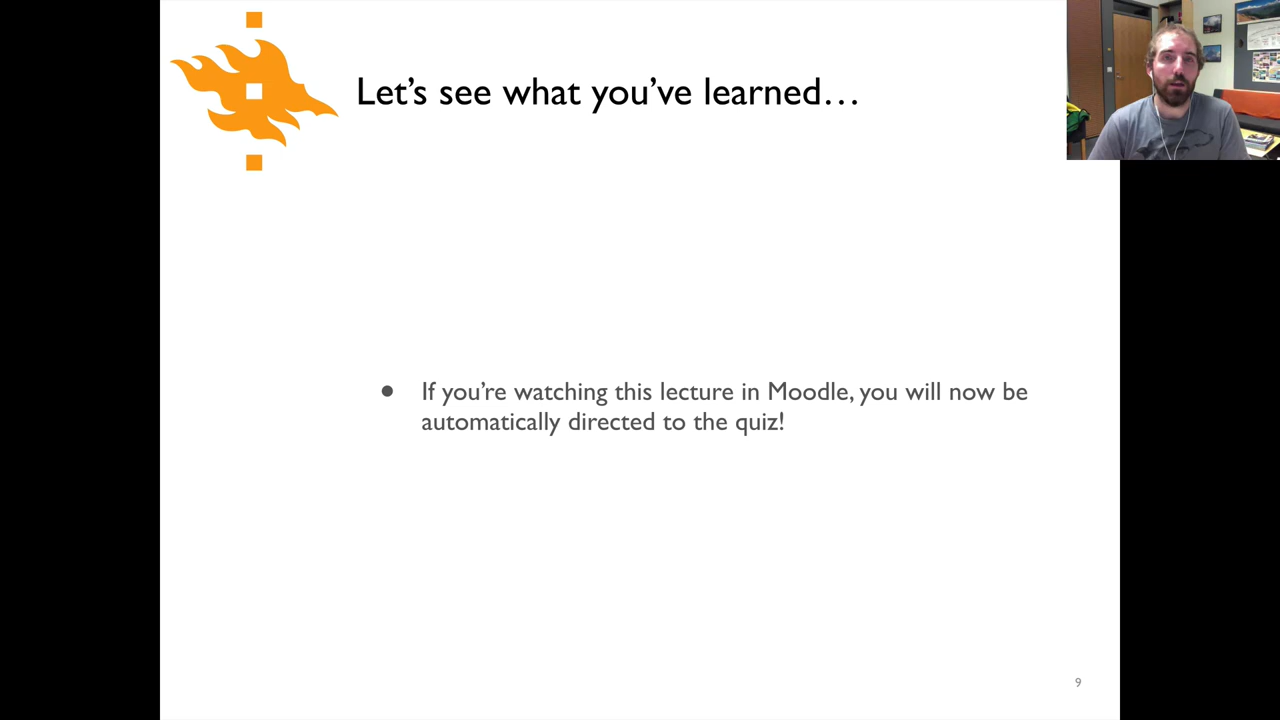 Let's see what you've learned…
● If you're watching this lecture in Moodle, you will now be
automatically directed to the quiz!
9